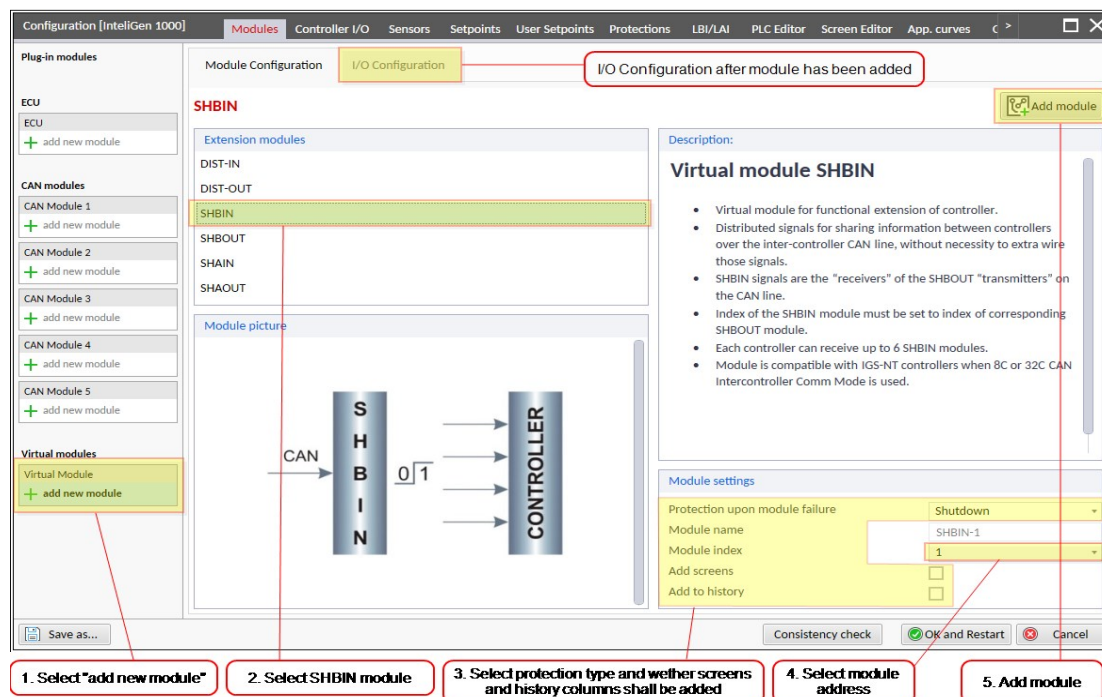 Configuration [InteliGen 1000]
Modules Controller I/O Sensors Setpoints User Setpoints Protections LBI/LAI PLC Editor Screen Editor App. curves
Plug-in modules
Module Configuration I/O Configuration
I/O Configuration after module has been added
ECU
ECU
add new module
CAN modules
CAN Module 1
add new module
CAN Module 2
add new module
CAN Module 3
add new module
CAN Module 4
add new module
CAN Module 5
add new module
Virtual modules
Virtual Module
add new module
SHBIN
Add module
Extension modules
DIST-IN
DIST-OUT
SHBIN
SHBOUT
SHAIN
SHAOUT
Module picture
CAN
SHBIN
0 1
CONTROLLER
Description:
Virtual module SHBIN
• Virtual module for functional extension of controller.
• Distributed signals for sharing information between controllers
over the inter-controller CAN line, without necessity to extra wire
those signals.
• SHBIN signals are the "receivers" of the SHBOUT "transmitters" on
the CAN line.
• Index of the SHBIN module must be set to index of corresponding
SHBOUT module.
• Each controller can receive up to 6 SHBIN modules.
• Module is compatible with IGS-NT controllers when 8C or 32C CAN
Intercontroller Comm Mode is used.
Module settings
Protection upon module failure Shutdown
Module name SHBIN-1
Module index 1
Add screens
Add to history
Save as...
Consistency check OK and Restart Cancel
1. Select "add new module"
2. Select SHBIN module
3. Select protection type and wether screens
and history columns shall be added
4. Select module
address
5. Add module